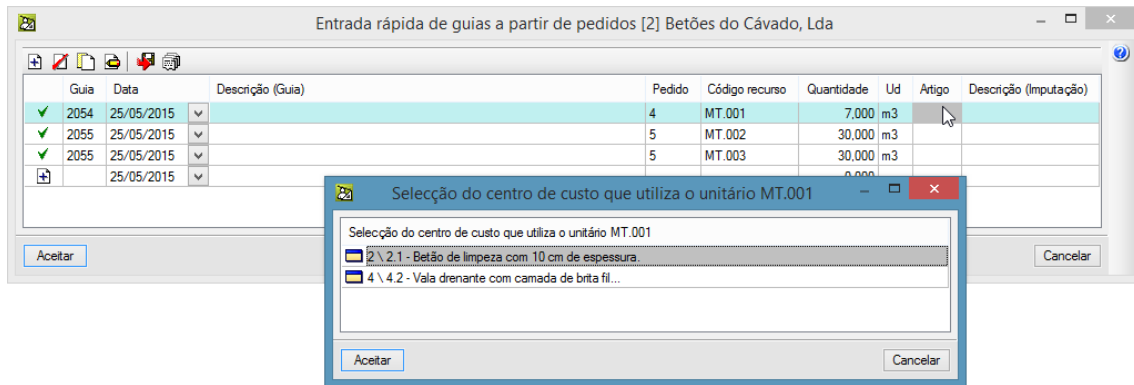 Entrada rápida de guias a partir de pedidos [2] Betões do Cávado, Lda
Guia Data Descrição (Guia) Pedido Código recurso Quantidade Ud Artigo Descrição (Imputação)
2054 25/05/2015 4 MT.001 7,000 m3
2055 25/05/2015 5 MT.002 30,000 m3
2055 25/05/2015 5 MT.003 30,000 m3
25/05/2015
Selecção do centro de custo que utiliza o unitário MT.001
Selecção do centro de custo que utiliza o unitário MT.001
2 \ 2.1 - Betão de limpeza com 10 cm de espessura.
4 \ 4.2 - Vala drenante com camada de brita fil...
Aceitar Cancelar
Aceitar Cancelar